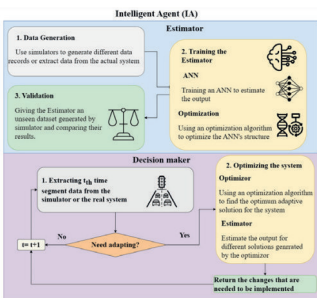 Intelligent Agent (IA)
Estimator
1. Data Generation
Use simulators to generate different data
records or extract data from the actual system
2. Training the
Estimator
ANN
Training an ANN to estimate
the output
Optimization
Using an optimization algorithm
to optimize the ANN's structure
3. Validation
Giving the Estimator an
unseen dataset generated by
simulator and comparing their
results.
Decision maker
1. Extracting t_th time
segment data from the
simulator or the real system
2. Optimizing the system
Optimizor
Using an optimization algorithm
to find the optimum adaptive
solution for the system
Estimator
Estimate the output for
different solutions generated
by the optimizor
No
Yes
t= t+1
Need adapting?
Return the changes that are
needed to be implemented